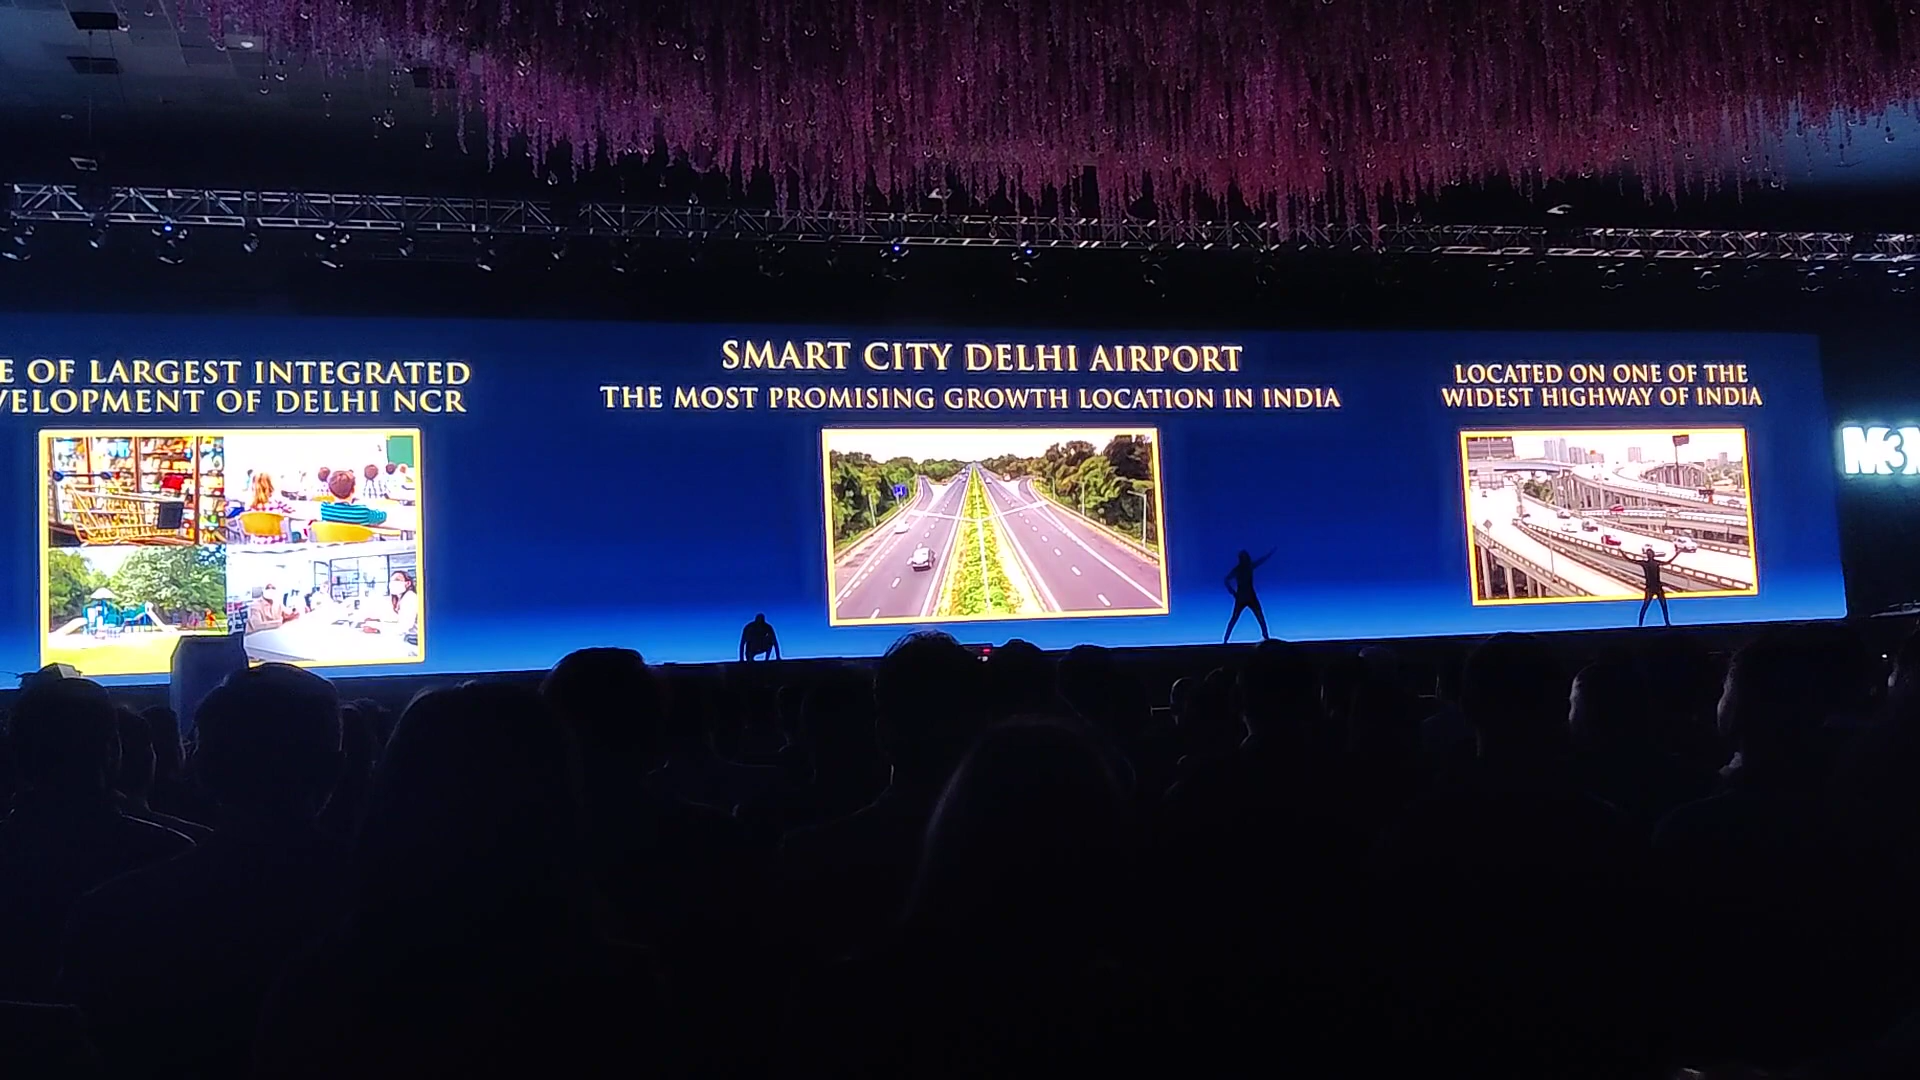 E OF LARGEST INTEGRATED
VELOPMENT OF DELHI NCR
SMART CITY DELHI AIRPORT
THE MOST PROMISING GROWTH LOCATION IN INDIA
LOCATED ON ONE OF THE
WIDEST HIGHWAY OF INDIA
M3M